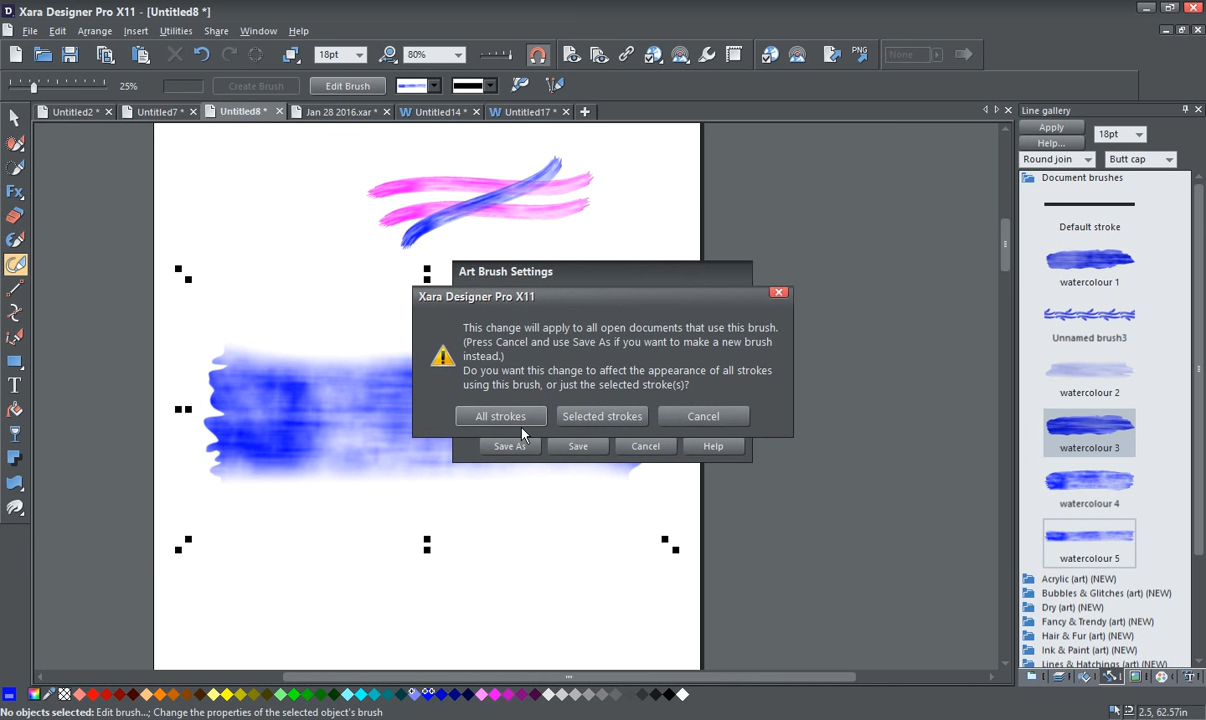 Xara Designer Pro X11 - [Untitled8 *]
File Edit Arrange Insert Utilities Share Window Help
18pt 80% None
25% Create Brush Edit Brush
Untitled2 * Untitled7 * Untitled8 * Jan 28 2016.xar * Untitled14 * Untitled17 *
Line gallery
Apply
18pt
Help...
Round join Butt cap
Document brushes
Default stroke
watercolour 1
Unnamed brush3
watercolour 2
watercolour 3
watercolour 4
watercolour 5
Acrylic (art) (NEW)
Bubbles & Glitches (art) (NEW)
Dry (art) (NEW)
Fancy & Trendy (art) (NEW)
Hair & Fur (art) (NEW)
Ink & Paint (art) (NEW)
Lines & Hatchings (art) (NEW)
Art Brush Settings
Xara Designer Pro X11
This change will apply to all open documents that use this brush.
(Press Cancel and use Save As if you want to make a new brush
instead.)
Do you want this change to affect the appearance of all strokes
using this brush, or just the selected stroke(s)?
All strokes Selected strokes Cancel
Save As Save Cancel Help
No objects selected: Edit brush...; Change the properties of the selected object's brush
2.5, 62.57in